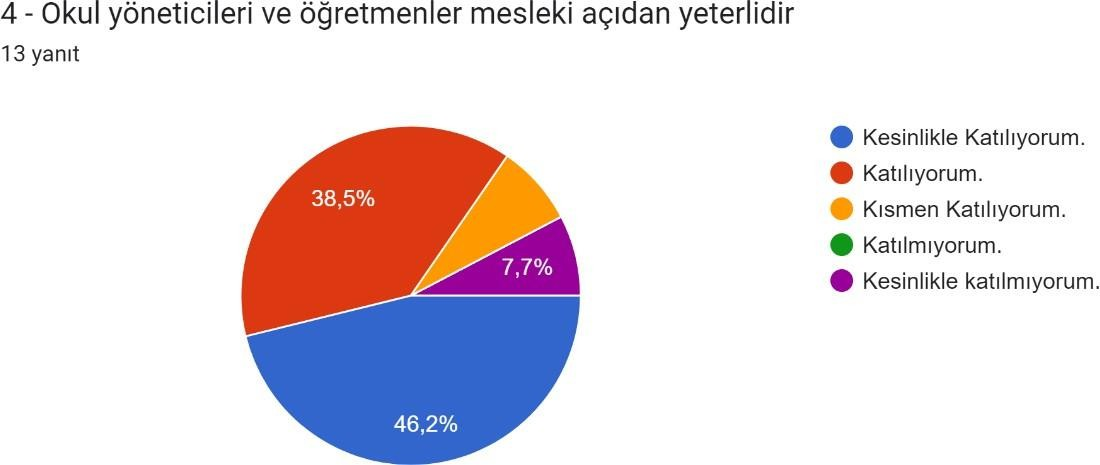 4 - Okul yöneticileri ve öğretmenler mesleki açıdan yeterlidir
13 yanıt
38,5%
7,7%
46,2%
Kesinlikle Katılıyorum.
Katılıyorum.
Kısmen Katılıyorum.
Katılmıyorum.
Kesinlikle katılmıyorum.